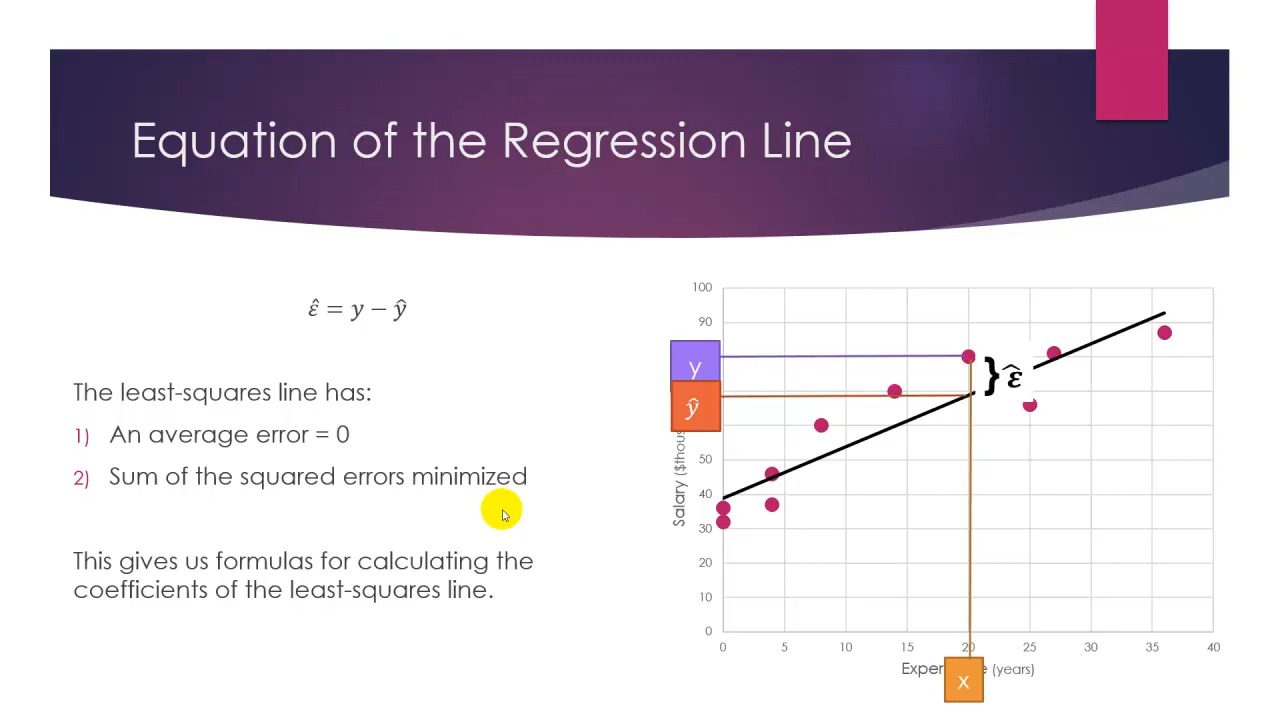 Equation of the Regression Line
ε̂ = y − ŷ
The least-squares line has:
1) An average error = 0
2) Sum of the squared errors minimized
This gives us formulas for calculating the
coefficients of the least-squares line.
100
90
y
ŷ
} ε̂
50
40
30
20
10
0
Salary ($thous
0 5 10 15 20 25 30 35 40
(years)
x